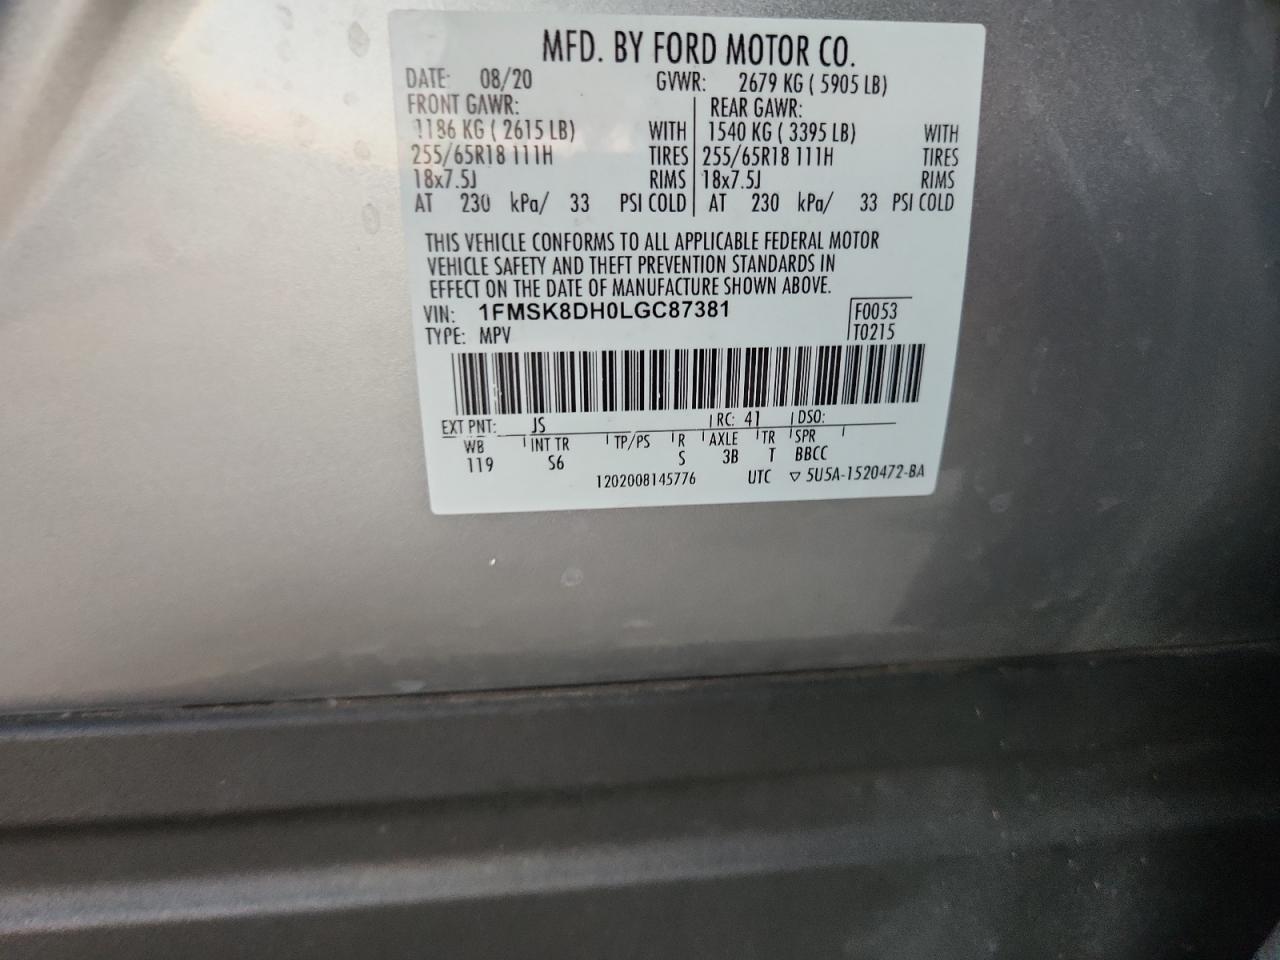 MFD. BY FORD MOTOR CO.
DATE: 08/20 GVWR: 2679 KG ( 5905 LB)
FRONT GAWR: REAR GAWR:
1186 KG ( 2615 LB) WITH 1540 KG ( 3395 LB) WITH
255/65R18 111H TIRES 255/65R18 111H TIRES
18x7.5J RIMS 18x7.5J RIMS
AT 230 kPa/ 33 PSI COLD AT 230 kPa/ 33 PSI COLD
THIS VEHICLE CONFORMS TO ALL APPLICABLE FEDERAL MOTOR
VEHICLE SAFETY AND THEFT PREVENTION STANDARDS IN
EFFECT ON THE DATE OF MANUFACTURE SHOWN ABOVE.
VIN: 1FMSK8DH0LGC87381 F0053
TYPE: MPV T0215
EXT PNT: JS RC: 41 DSO:
WB INT TR TP/PS R AXLE TR SPR
119 S6 S 3B T BBCC
1202008145776 UTC ▽ 5U5A-1520472-BA